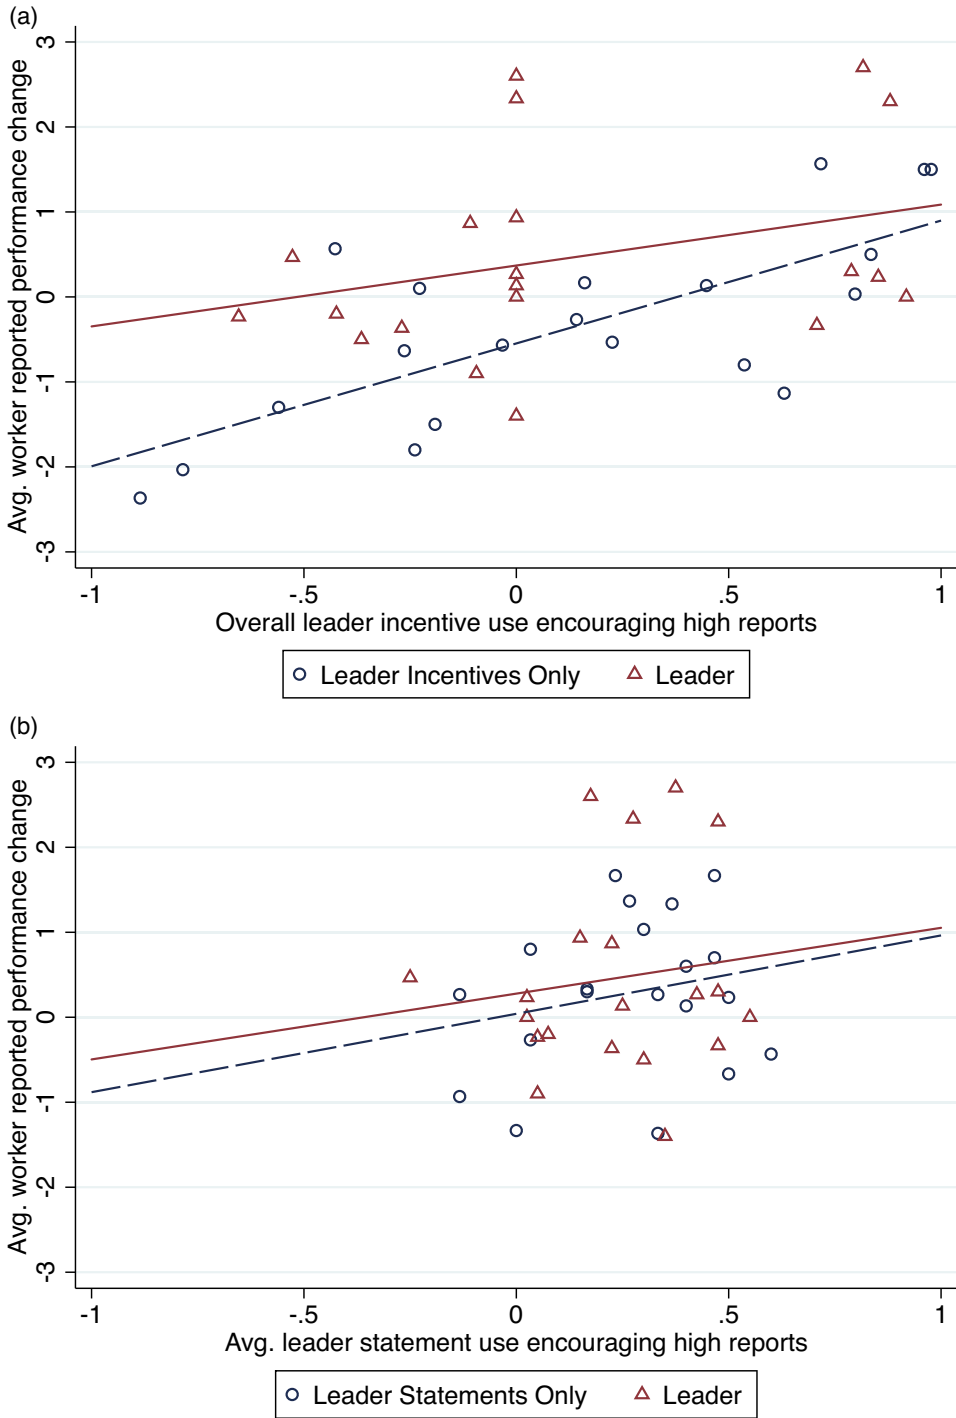 (a)
3
2
1
0
-1
-2
-3
Avg. worker reported performance change
-1 -.5 0 .5 1
Overall leader incentive use encouraging high reports
Leader Incentives Only Leader
(b)
3
2
1
0
-1
-2
-3
Avg. worker reported performance change
-1 -.5 0 .5 1
Avg. leader statement use encouraging high reports
Leader Statements Only Leader